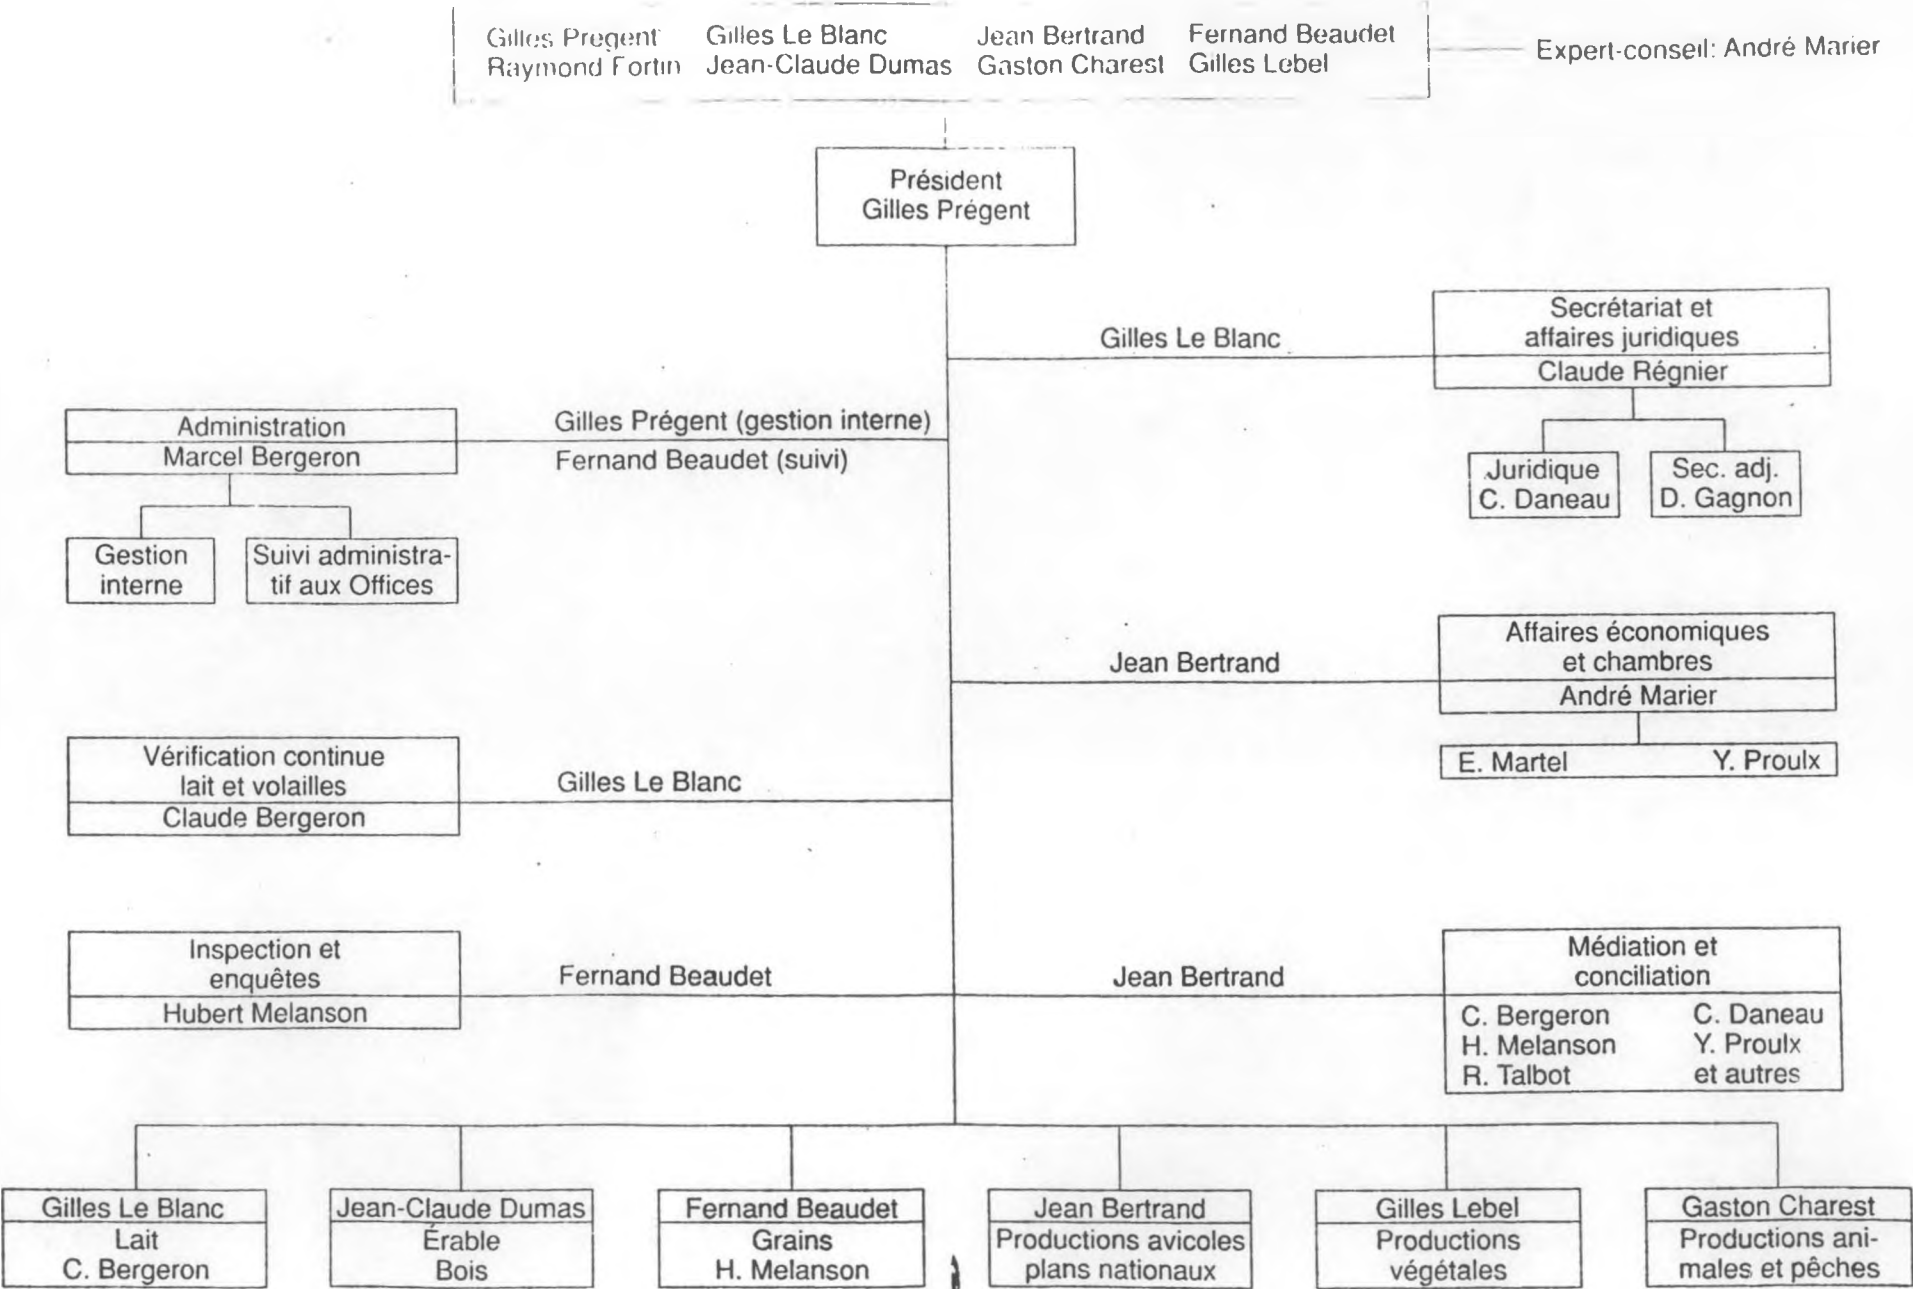 Gilles Prégent Gilles Le Blanc Jean Bertrand Fernand Beaudet
Raymond Fortin Jean-Claude Dumas Gaston Charest Gilles Lebel
Expert-conseil: André Marier
Président
Gilles Prégent
Gilles Le Blanc
Secrétariat et
affaires juridiques
Claude Régnier
Juridique
C. Daneau
Sec. adj.
D. Gagnon
Administration
Marcel Bergeron
Gilles Prégent (gestion interne)
Fernand Beaudet (suivi)
Gestion
interne
Suivi administra-
tif aux Offices
Jean Bertrand
Affaires économiques
et chambres
André Marier
E. Martel Y. Proulx
Vérification continue
lait et volailles
Claude Bergeron
Gilles Le Blanc
Inspection et
enquêtes
Hubert Melanson
Fernand Beaudet
Jean Bertrand
Médiation et
conciliation
C. Bergeron C. Daneau
H. Melanson Y. Proulx
R. Talbot et autres
Gilles Le Blanc
Lait
C. Bergeron
Jean-Claude Dumas
Érable
Bois
Fernand Beaudet
Grains
H. Melanson
Jean Bertrand
Productions avicoles
plans nationaux
Gilles Lebel
Productions
végétales
Gaston Charest
Productions ani-
males et pêches